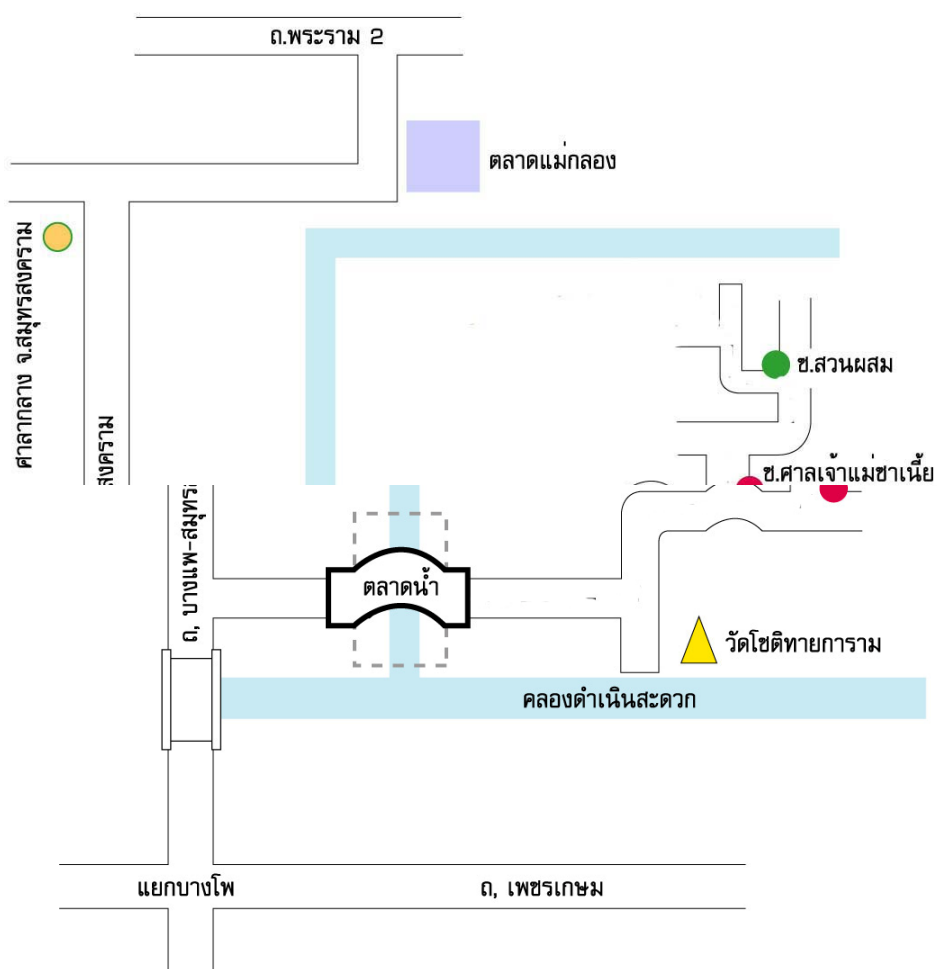 ถ.พระราม 2
ตลาดแม่กลอง
ศาลากลาง จ.สมุทรสงคราม
สงคราม
ซ.สวนผสม
ซ.ศาลเจ้าแม่ซาเนี้ย
ถ, บางแพ-สมุทร
ตลาดน้ำ
วัดโชติทายการาม
คลองดำเนินสะดวก
แยกบางโพ
ถ, เพชรเกษม